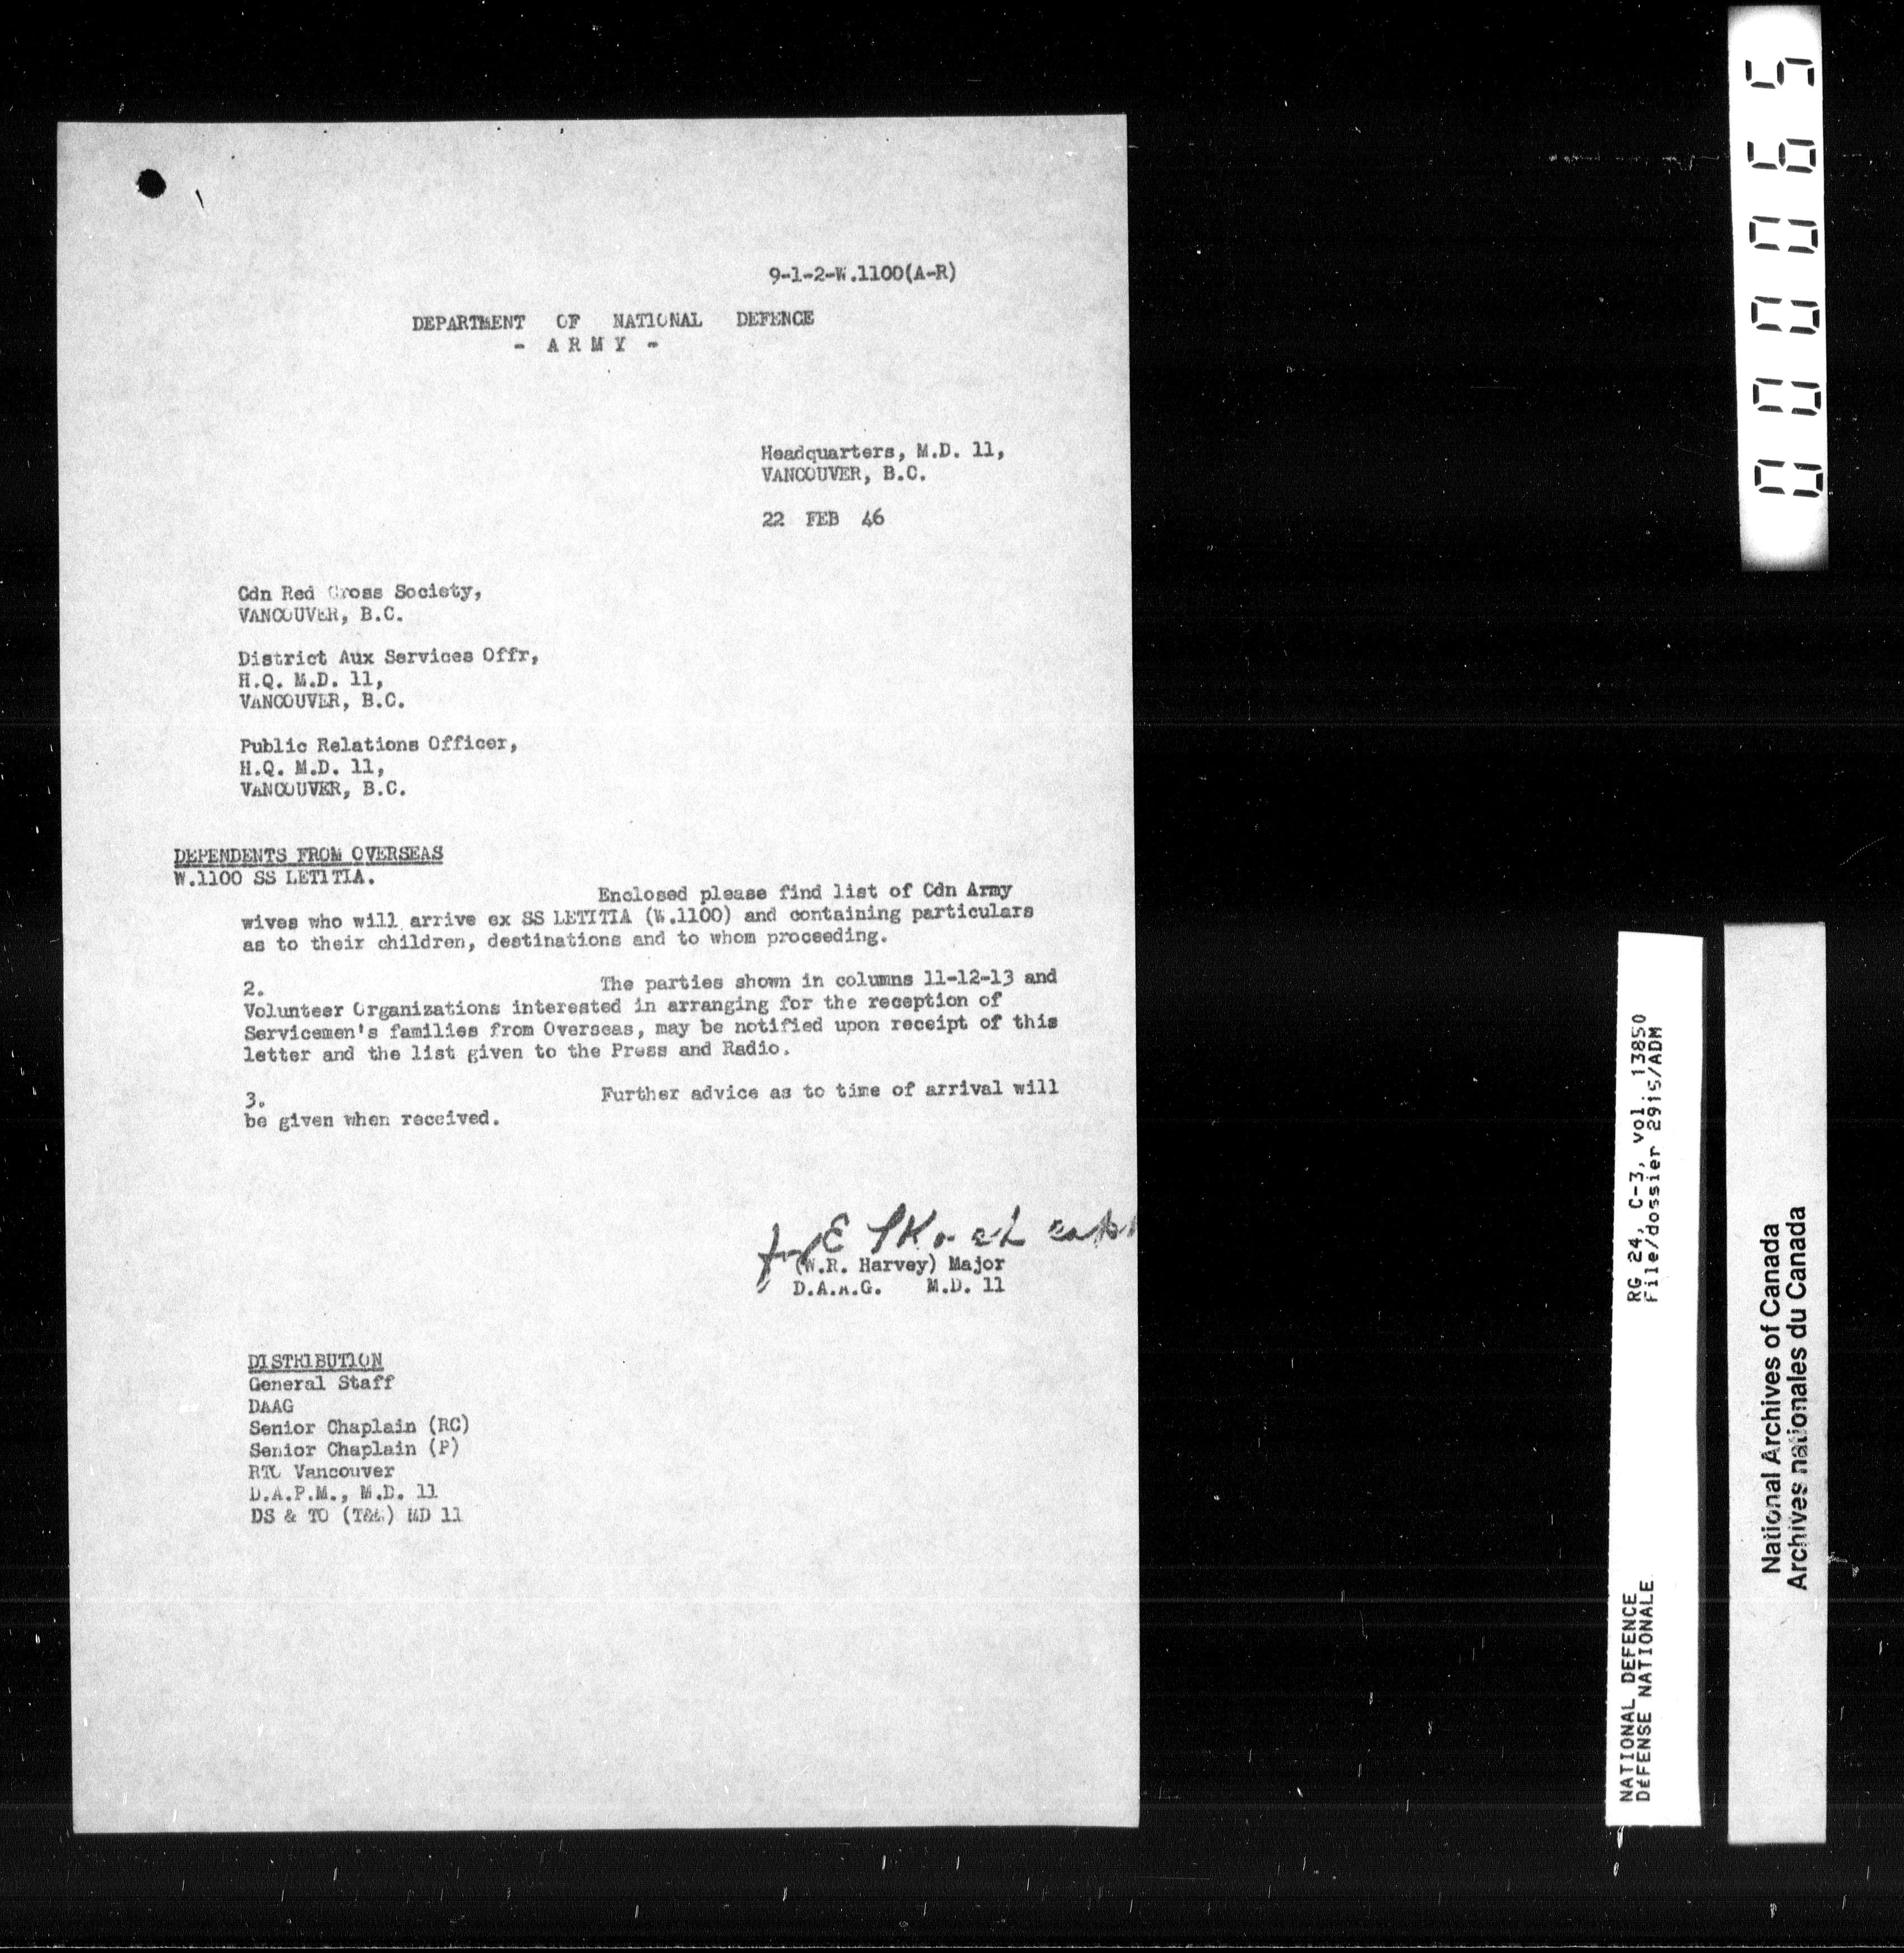 9-1-2-W.1100(A-R)
DEPARTMENT OF NATIONAL DEFENCE
- A R M Y -
Headquarters, M.D. 11,
VANCOUVER, B.C.
22 FEB 46
Cdn Red Cross Society,
VANCOUVER, B.C.
District Aux Services Offr,
H.Q. M.D. 11,
VANCOUVER, B.C.
Public Relations Officer,
H.Q. M.D. 11,
VANCOUVER, B.C.
DEPENDENTS FROM OVERSEAS
W.1100 SS LETITIA.
Enclosed please find list of Cdn Army
wives who will arrive ex SS LETITIA (W.1100) and containing particulars
as to their children, destinations and to whom proceeding.
2. The parties shown in columns 11-12-13 and
Volunteer Organizations interested in arranging for the reception of
Servicemen's families from Overseas, may be notified upon receipt of this
letter and the list given to the Press and Radio.
3. Further advice as to time of arrival will
be given when received.
for E
(W.R. Harvey) Major
D.A.A.G. M.D. 11
DISTRIBUTION
General Staff
DAAG
Senior Chaplain (RC)
Senior Chaplain (P)
RTO Vancouver
D.A.P.M., M.D. 11
DS & TO MD 11
000065
RG 24, C-3, vol. 13850
File/dossier 2915/ADM
NATIONAL DEFENCE
DÉFENSE NATIONALE
National Archives of Canada
Archives nationales du Canada